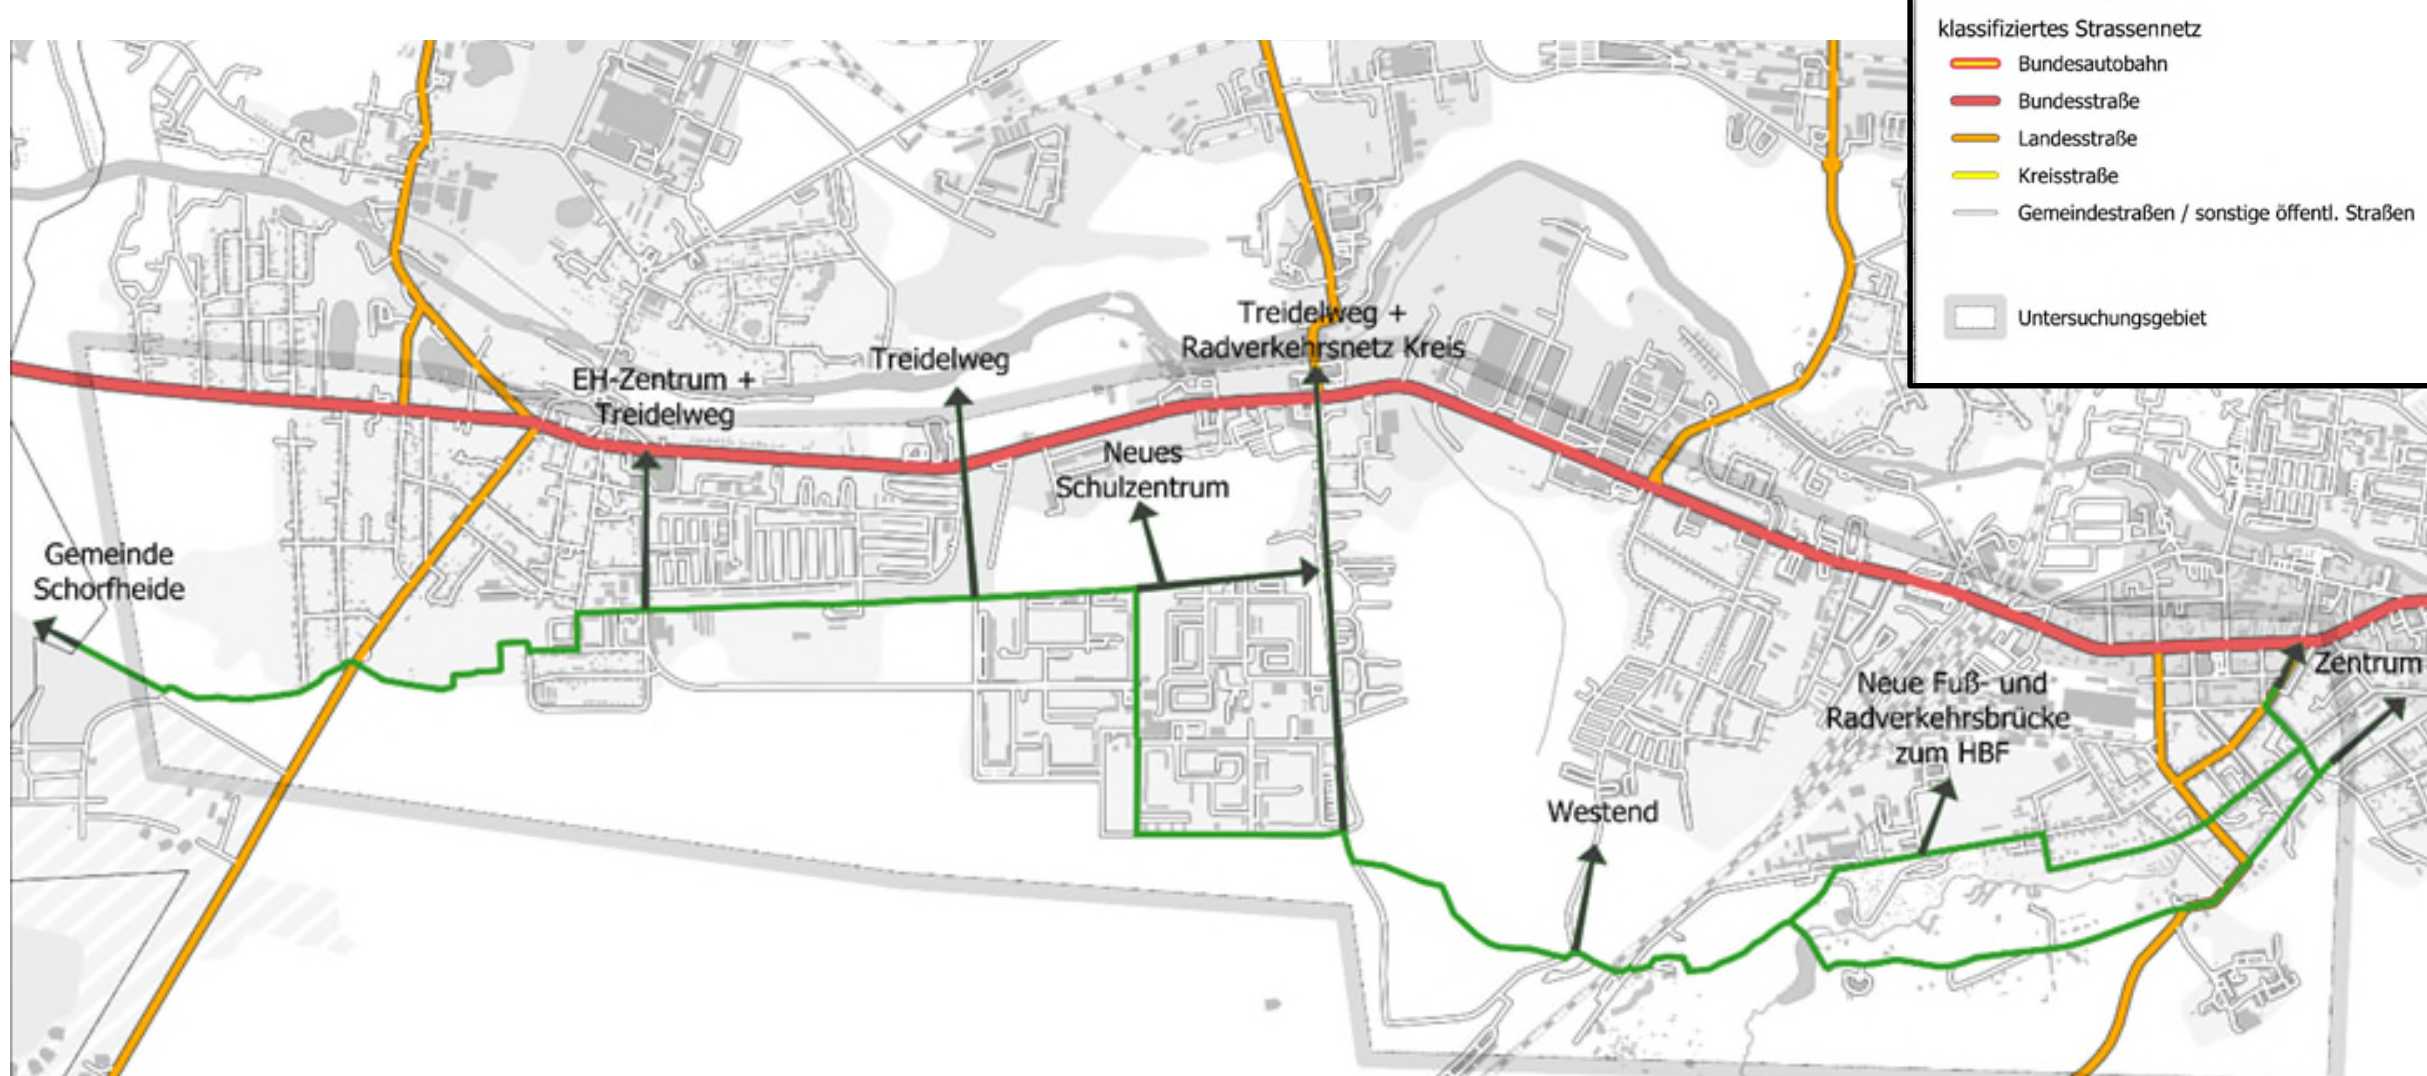 klassifiziertes Strassennetz
Bundesautobahn
Bundesstraße
Landesstraße
Kreisstraße
Gemeindestraßen / sonstige öffentl. Straßen
Untersuchungsgebiet
Treidelweg +
Radverkehrsnetz Kreis
Treidelweg
EH-Zentrum +
Treidelweg
Neues
Schulzentrum
Gemeinde
Schorfheide
Zentrum
Neue Fuß- und
Radverkehrsbrücke
zum HBF
Westend